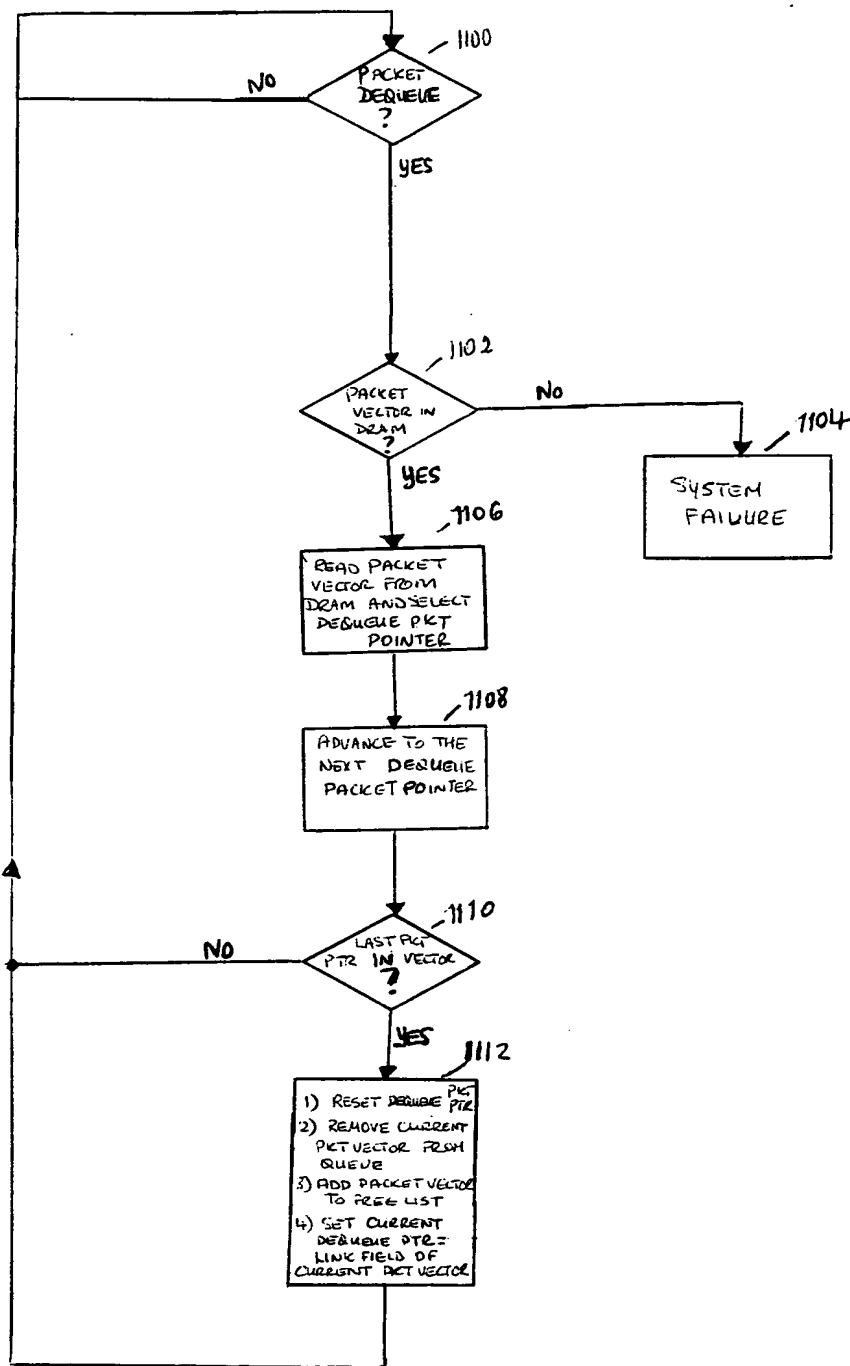 1100
PACKET
DEQUEUE
?
NO
YES
1102
PACKET
VECTOR IN
DRAM
?
NO
YES
1104
SYSTEM
FAILURE
1106
READ PACKET
VECTOR FROM
DRAM AND SELECT
DEQUEUE PKT
POINTER
1108
ADVANCE TO THE
NEXT DEQUEUE
PACKET POINTER
1110
LAST PKT
PTR IN VECTOR
?
NO
YES
1112
1) RESET DEQUEUE PKT
PTR
2) REMOVE CURRENT
PKT VECTOR FROM
QUEUE
3) ADD PACKET VECTOR
TO FREE LIST
4) SET CURRENT
DEQUEUE PTR =
LINK FIELD OF
CURRENT PKT VECTOR